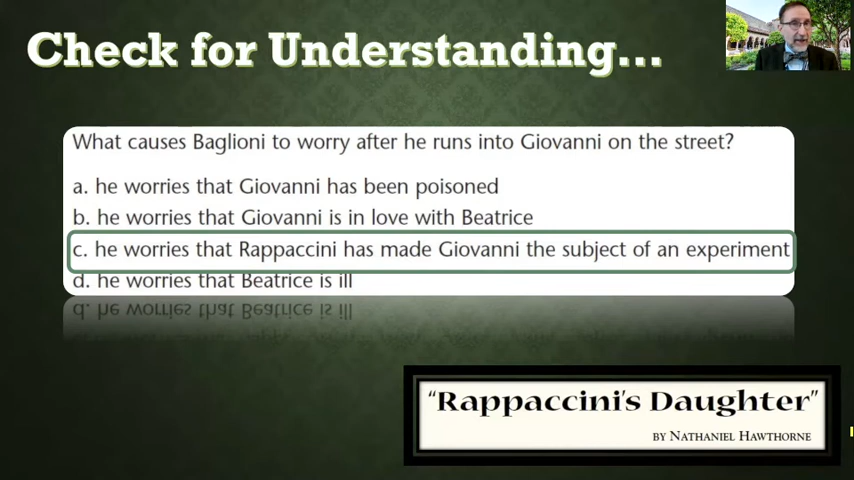 Check for Understanding...
What causes Baglioni to worry after he runs into Giovanni on the street?
a. he worries that Giovanni has been poisoned
b. he worries that Giovanni is in love with Beatrice
c. he worries that Rappaccini has made Giovanni the subject of an experiment
d. he worries that Beatrice is ill
"Rappaccini's Daughter"
BY NATHANIEL HAWTHORNE